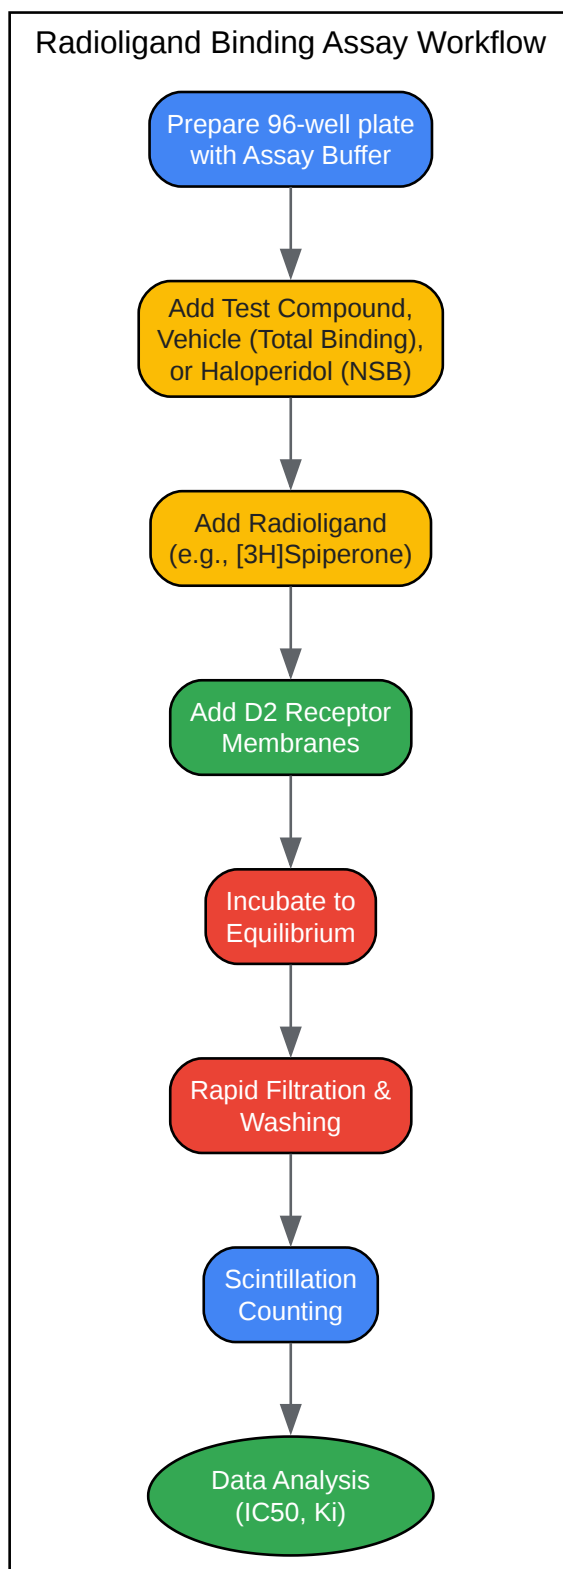 Radioligand Binding Assay Workflow
Prepare 96-well plate
with Assay Buffer
Add Test Compound,
Vehicle (Total Binding),
or Haloperidol (NSB)
Add Radioligand
(e.g., [3H]Spiperone)
Add D2 Receptor
Membranes
Incubate to
Equilibrium
Rapid Filtration &
Washing
Scintillation
Counting
Data Analysis
(IC50, Ki)